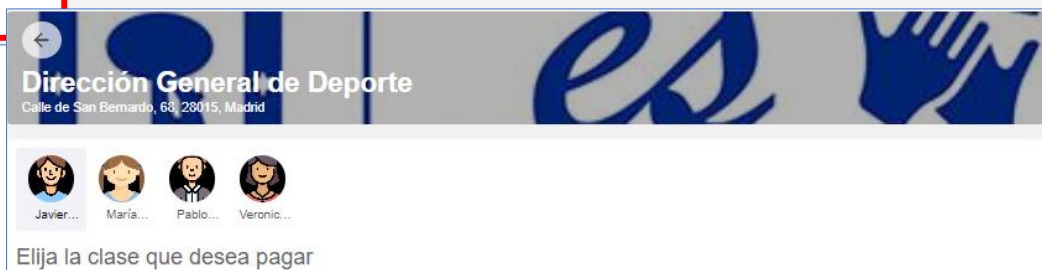 es
Dirección General de Deporte
Calle de San Bernardo, 68, 28015, Madrid
Javier... María... Pablo... Veronic...
Elija la clase que desea pagar